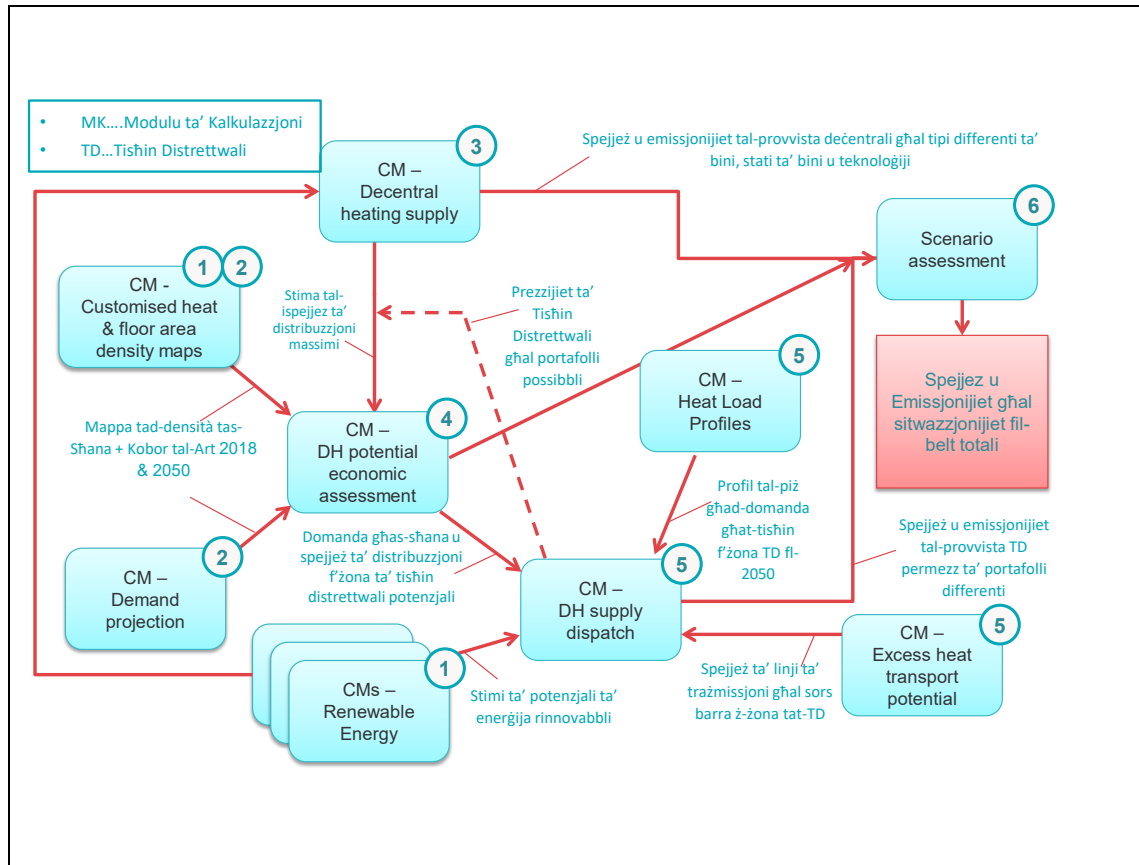 • MK....Modulu ta’ Kalkulazzjoni
• TD...Tisħin Distrettwali
3
CM –
Decentral
heating supply
Spejjeż u emissjonijiet tal-provvista deċentrali għal tipi differenti ta’
bini, stati ta’ bini u teknoloġiji
6
Scenario
assessment
1 2
CM -
Customised heat
& floor area
density maps
Stima tal-
ispejjeż ta’
distribuzzjoni
massimi
Prezzijiet ta’
Tisħin
Distrettwali
għal portafolli
possibbli
5
CM –
Heat Load
Profiles
Spejjeż u
Emissjonijiet għal
sitwazzjonijiet fil-
belt totali
Mappa tad-densità tas-
Sħana + Kobor tal-Art 2018
& 2050
4
CM –
DH potential
economic
assessment
Profil tal-piż
għad-domanda
għat-tisħin
f’żona TD fl-
2050
Spejjeż u emissjonijiet
tal-provvista TD
permezz ta’ portafolli
differenti
2
CM –
Demand
projection
Domanda għas-sħana u
spejjeż ta’ distribuzzjoni
f’żona ta’ tisħin
distrettwali potenzjali
5
CM –
DH supply
dispatch
5
CM –
Excess heat
transport
potential
1
CMs –
Renewable
Energy
Stimi ta’ potenzjali ta’
enerġija rinnovabbli
Spejjeż ta’ linji ta’
trażmissjoni għal sors
barra ż-żona tat-TD